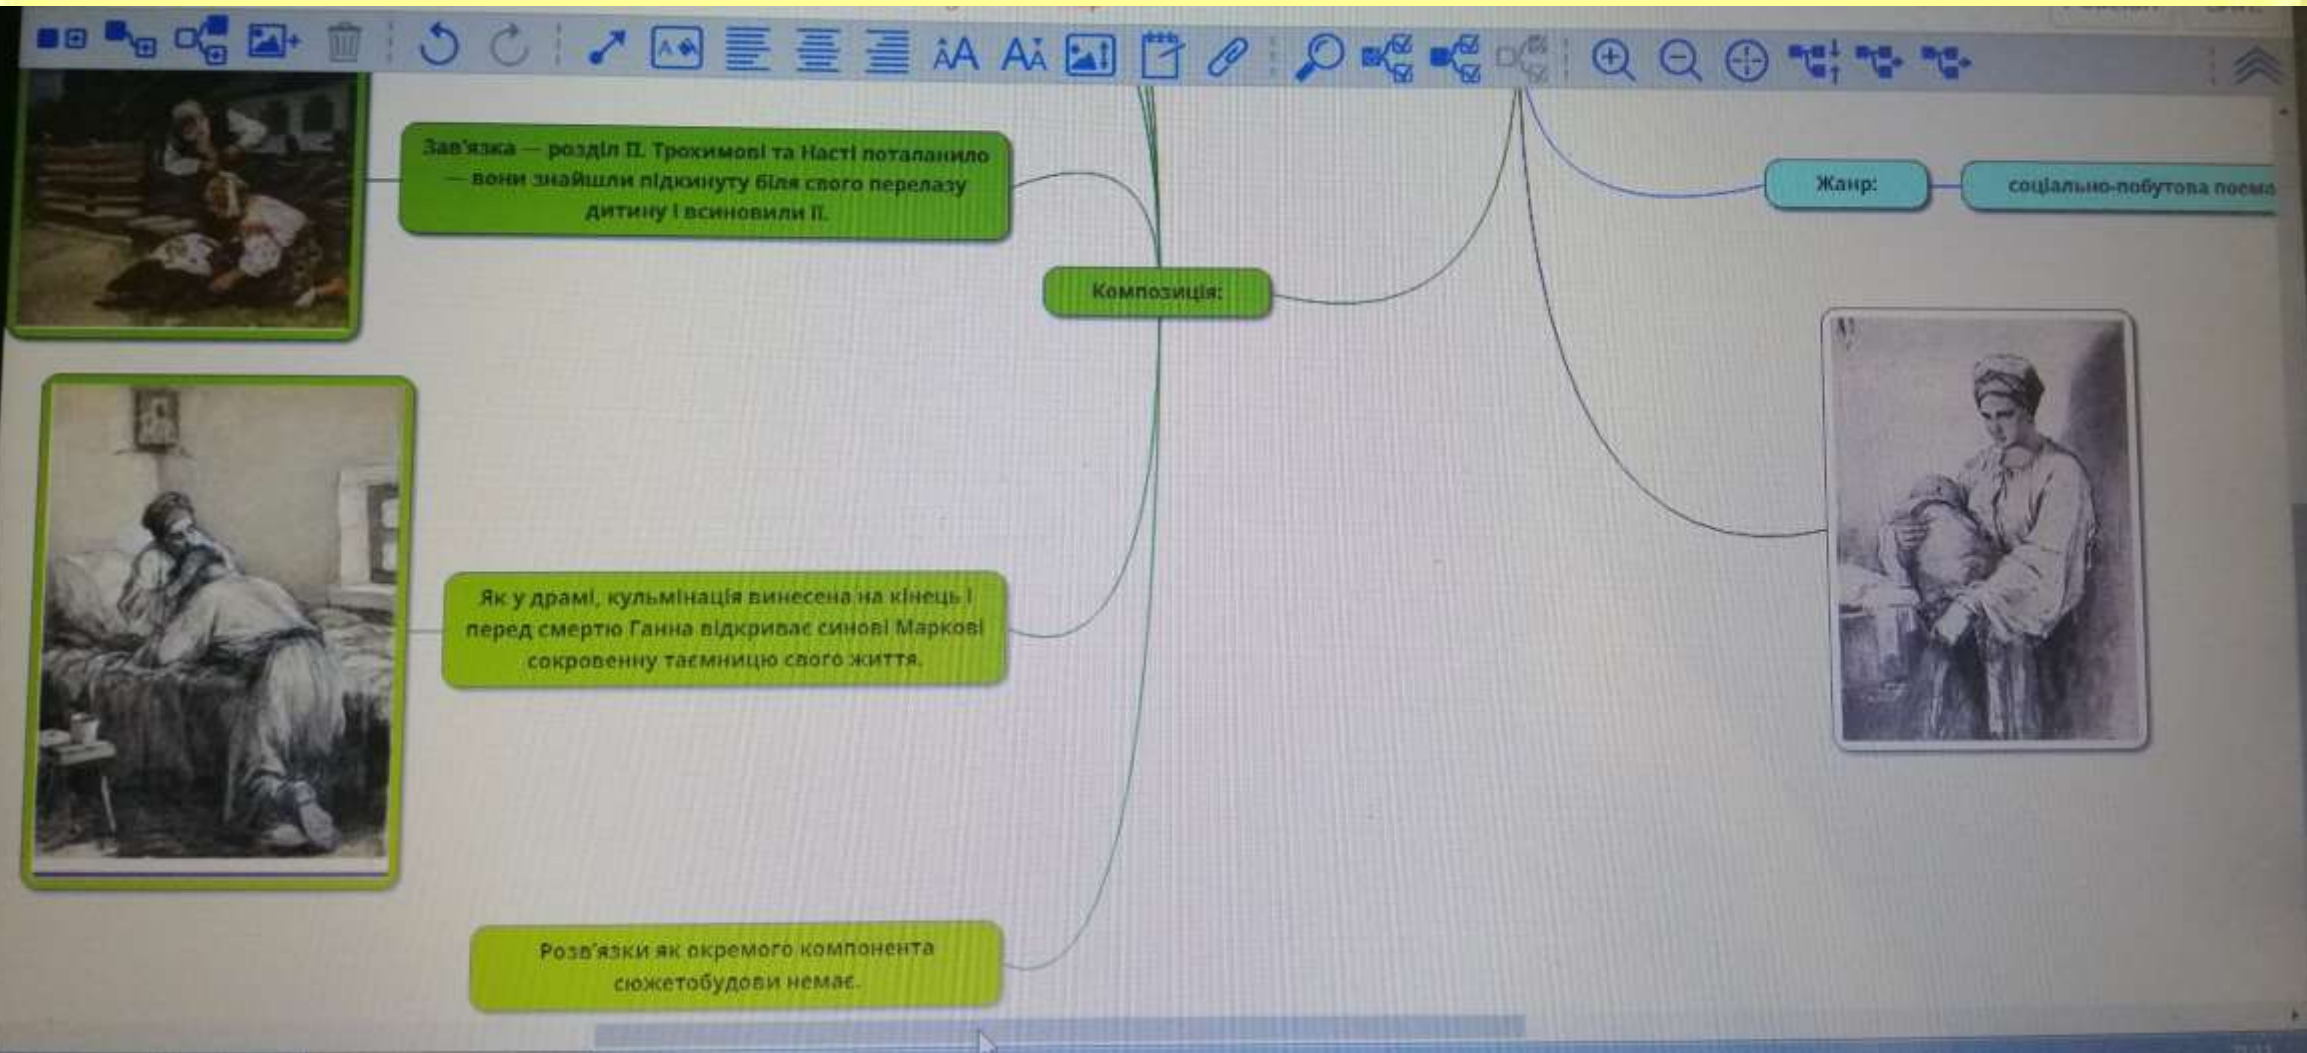 Зав'язка — розділ II. Трохимові та Насті поталанило
— вони знайшли підкинуту біля свого перелазу
дитину і всиновили її.
Композиція:
Жанр:
соціально-побутова поема
Як у драмі, кульмінація винесена на кінець і
перед смертю Ганна відкриває синові Маркові
сокровенну таємницю свого життя.
Розв'язки як окремого компонента
сюжетобудови немає.